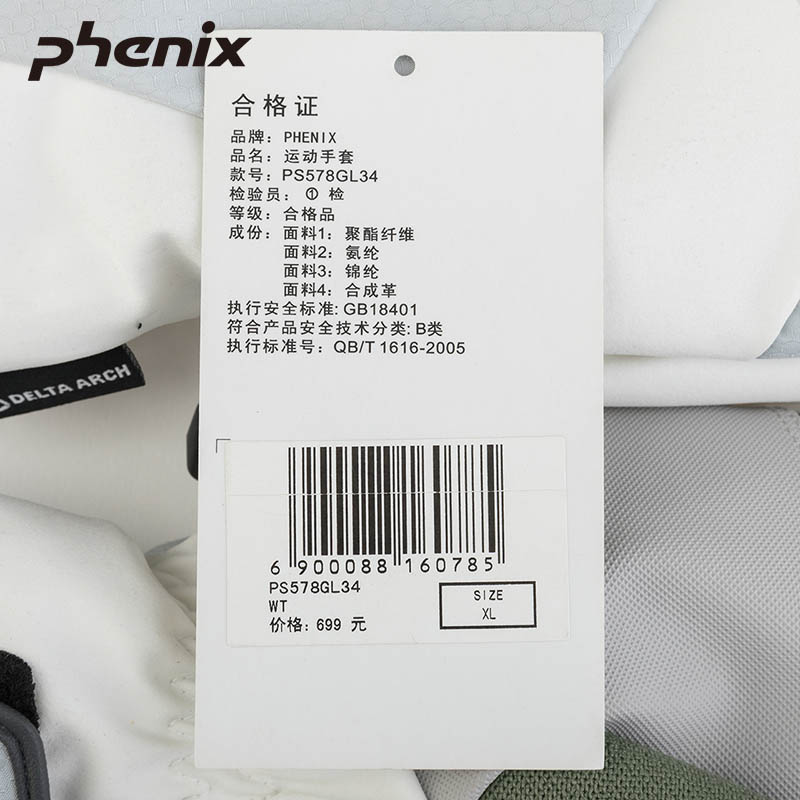 phenix
合格证
品牌: PHENIX
品名: 运动手套
款号: PS578GL34
检验员: ① 检
等级: 合格品
成份: 面料1: 聚酯纤维
面料2: 氨纶
面料3: 锦纶
面料4: 合成革
执行安全标准: GB18401
符合产品安全技术分类: B类
执行标准号: QB/T 1616-2005
DELTA ARCH
6 900088 160785
PS578GL34
WT
价格: 699 元
SIZE
XL